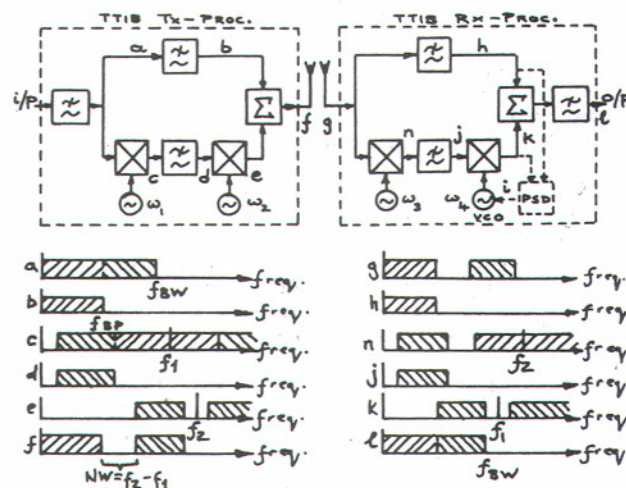 TTIB Tx-PROC.
TTIB Rx-PROC.
a
b
h
i/P
Σ
f
g
Σ
o/P
l
c
d
e
n
j
k
i
PSD
ω1
ω2
ω3
ω4
VCO
a
fBW
freq.
b
freq.
fBP
c
f1
freq.
d
freq.
e
f2
freq.
f
freq.
NW=f2-f1
g
freq.
h
freq.
n
f2
freq.
j
freq.
k
f1
freq.
l
freq.
fBW